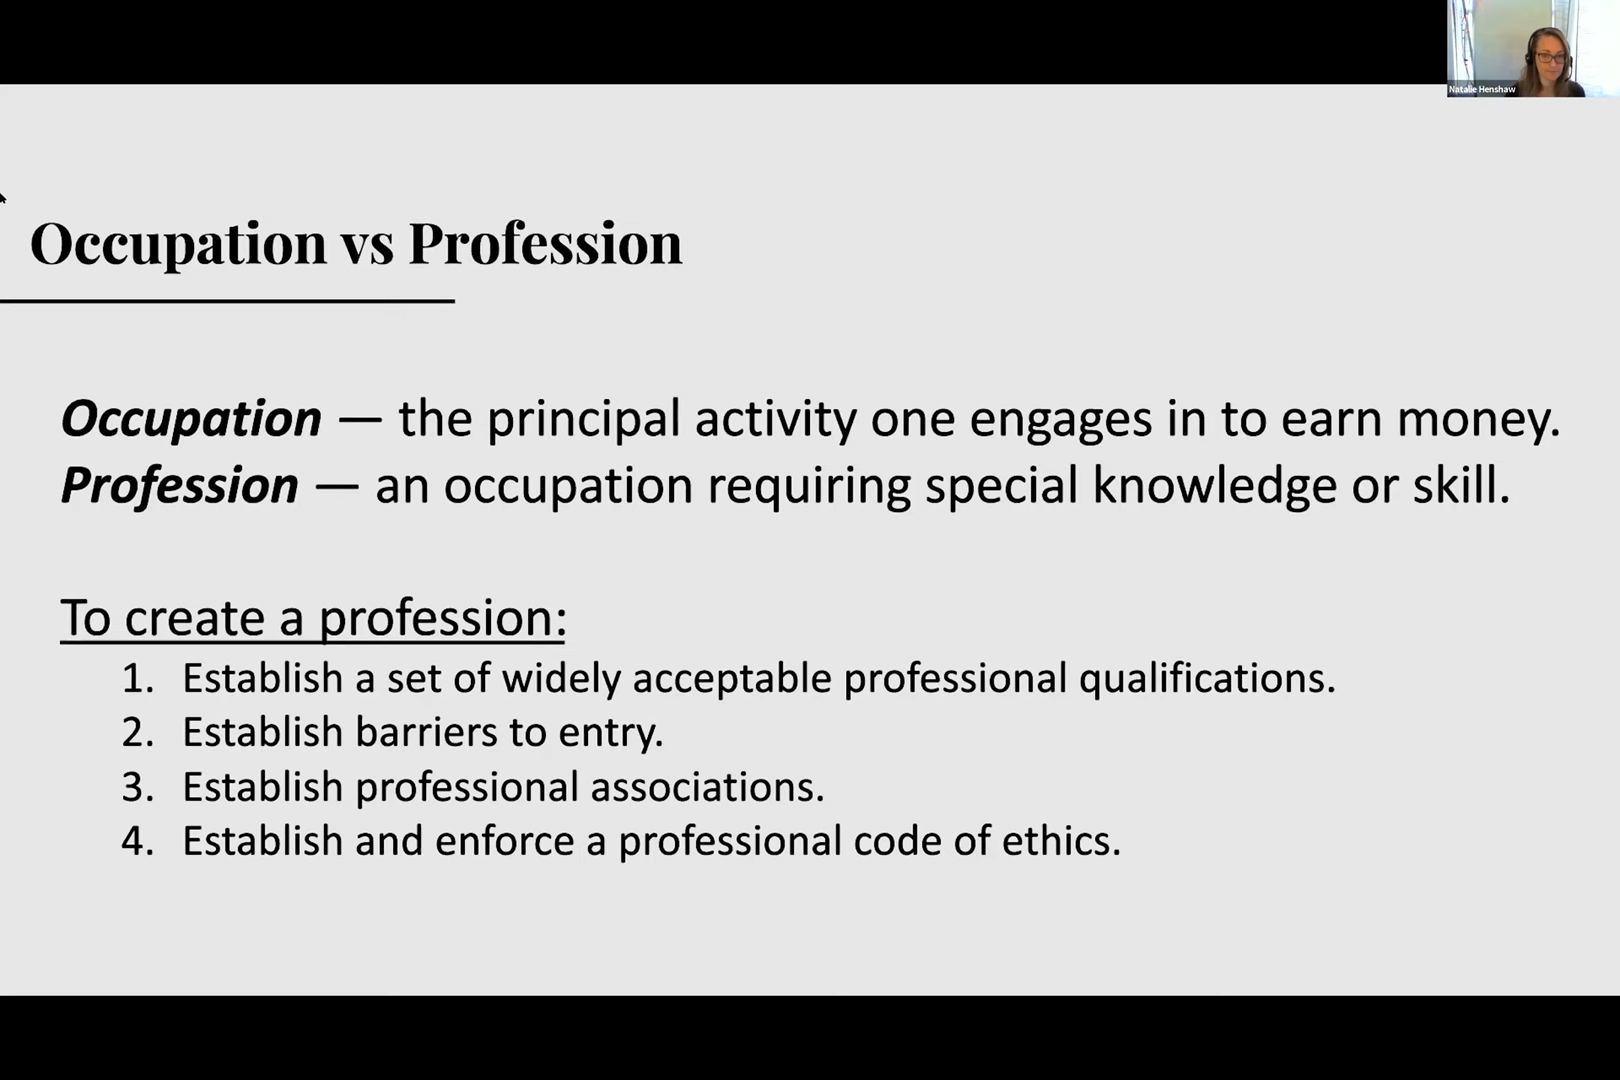 Natalie Henshaw
Occupation vs Profession
Occupation — the principal activity one engages in to earn money.
Profession — an occupation requiring special knowledge or skill.
To create a profession:
1. Establish a set of widely acceptable professional qualifications.
2. Establish barriers to entry.
3. Establish professional associations.
4. Establish and enforce a professional code of ethics.